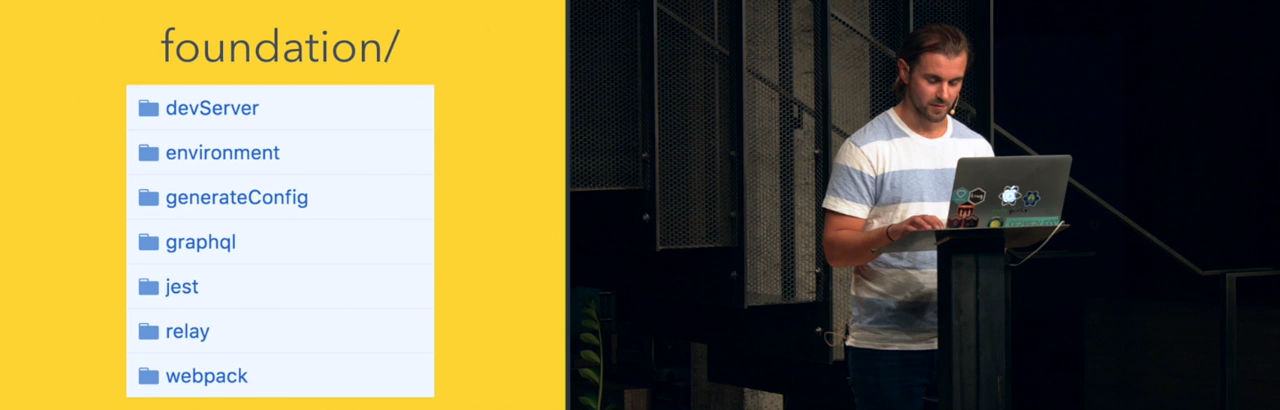 foundation/
devServer
environment
generateConfig
graphql
jest
relay
webpack